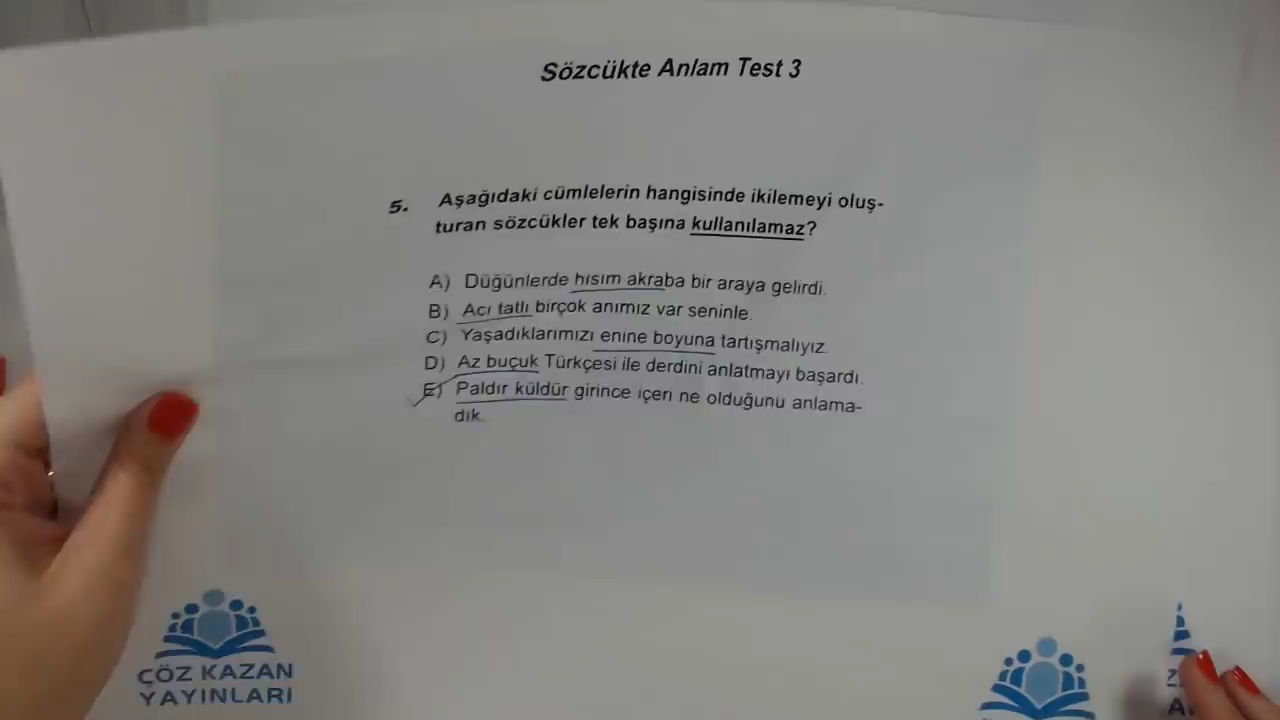 Sözcükte Anlam Test 3
5. Aşağıdaki cümlelerin hangisinde ikilemeyi oluş-
turan sözcükler tek başına kullanılamaz?
A) Düğünlerde hısım akraba bir araya gelirdi.
B) Acı tatlı birçok anımız var seninle.
C) Yaşadıklarımızı enine boyuna tartışmalıyız.
D) Az buçuk Türkçesi ile derdini anlatmayı başardı.
E) Paldır küldür girince içeri ne olduğunu anlama-
dık.
ÇÖZ KAZAN
YAYINLARI